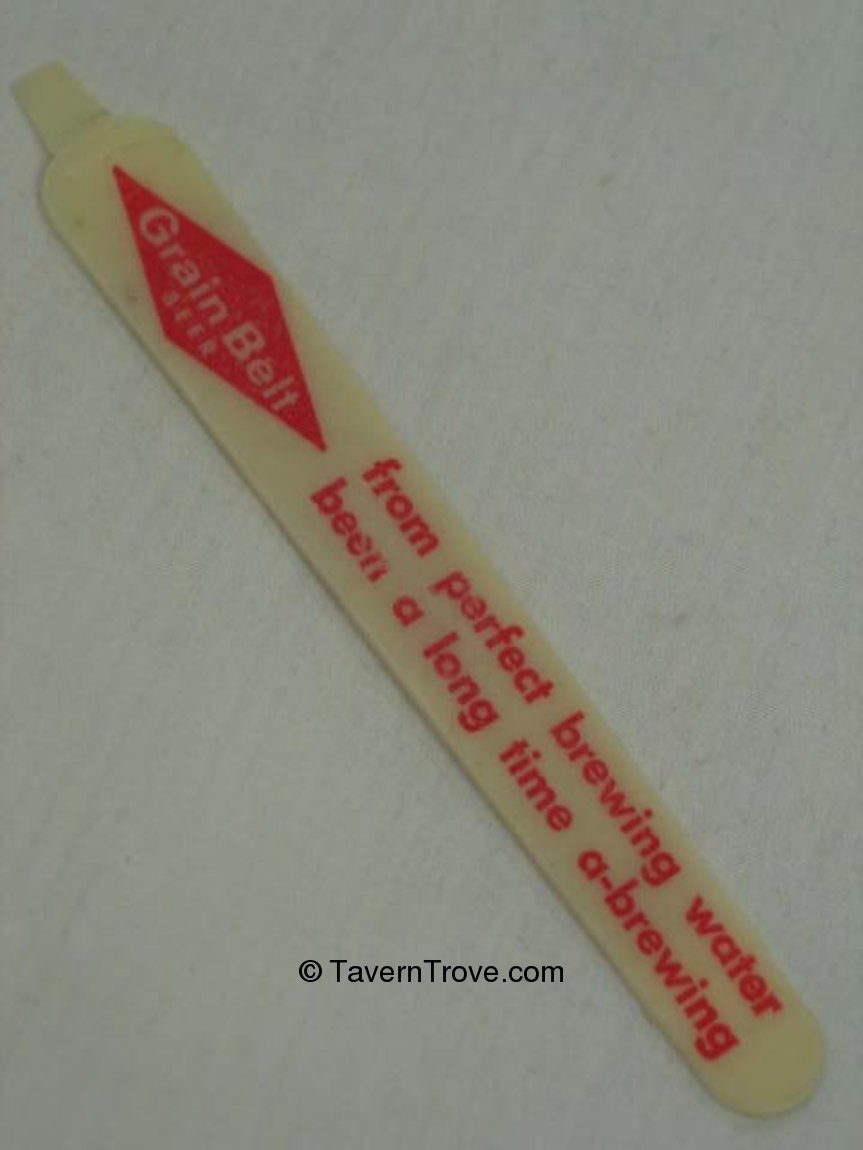 Grain Belt
BEER
from perfect brewing water
been a long time a-brewing
© TavernTrove.com